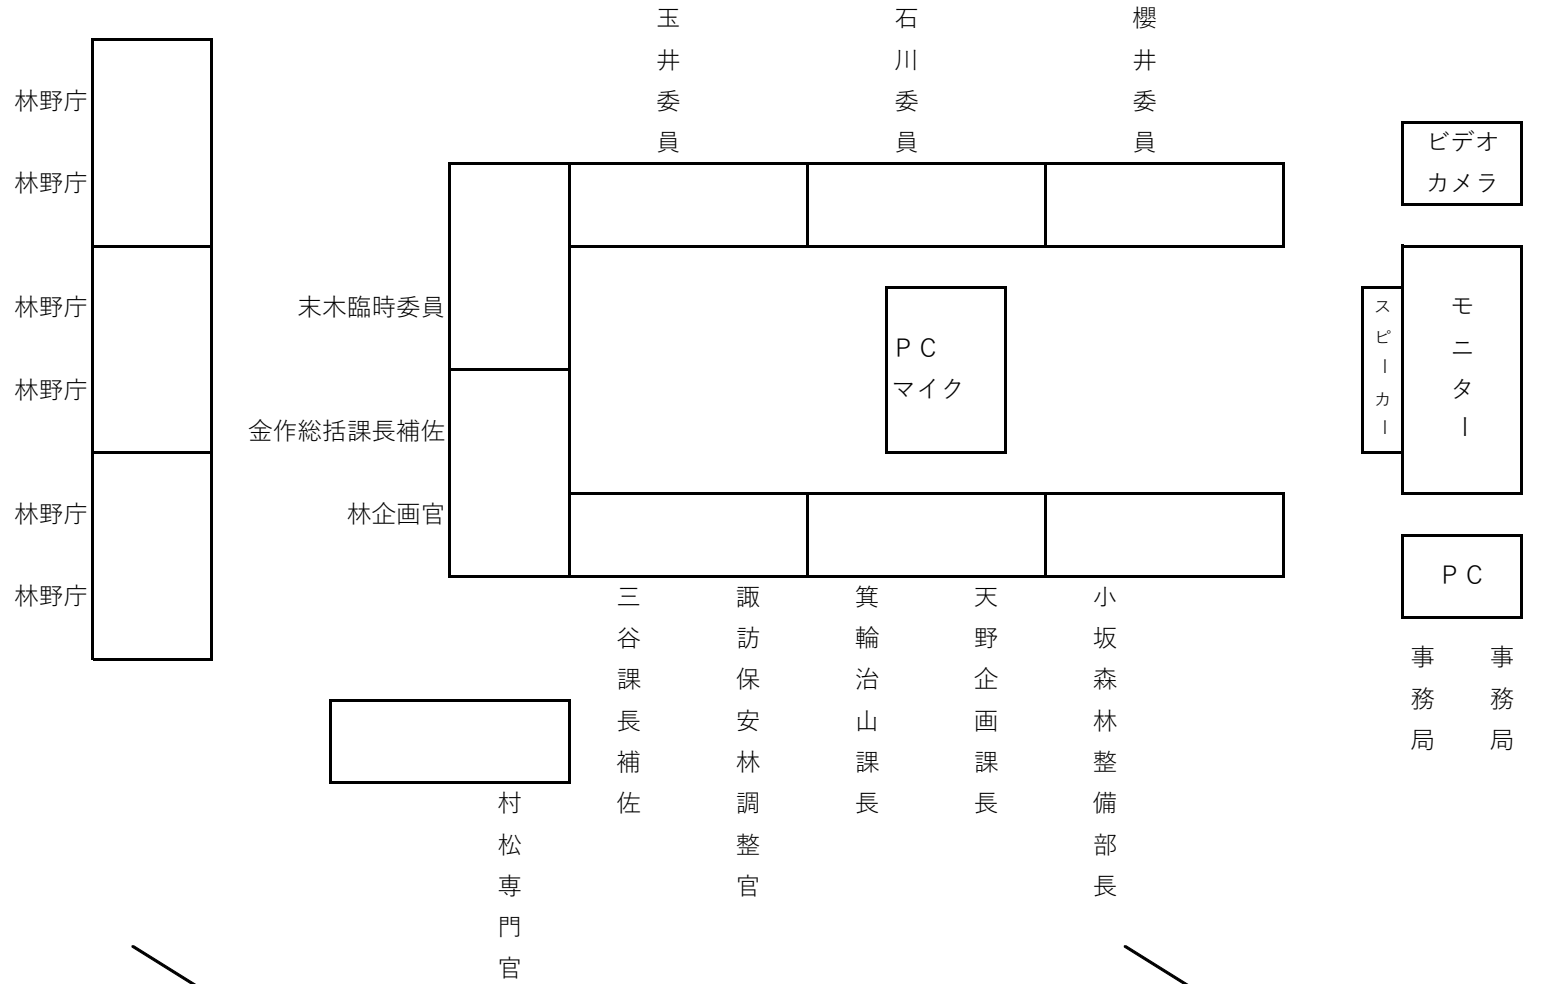 玉井委員
石川委員
櫻井委員
林野庁
林野庁
林野庁
林野庁
林野庁
林野庁
末木臨時委員
金作総括課長補佐
林企画官
ＰＣ
マイク
ビデオ
カメラ
スピーカー
モニター
ＰＣ
事務局
事務局
三谷課長補佐
諏訪保安林調整官
箕輪治山課長
天野企画課長
小坂森林整備部長
村松専門官